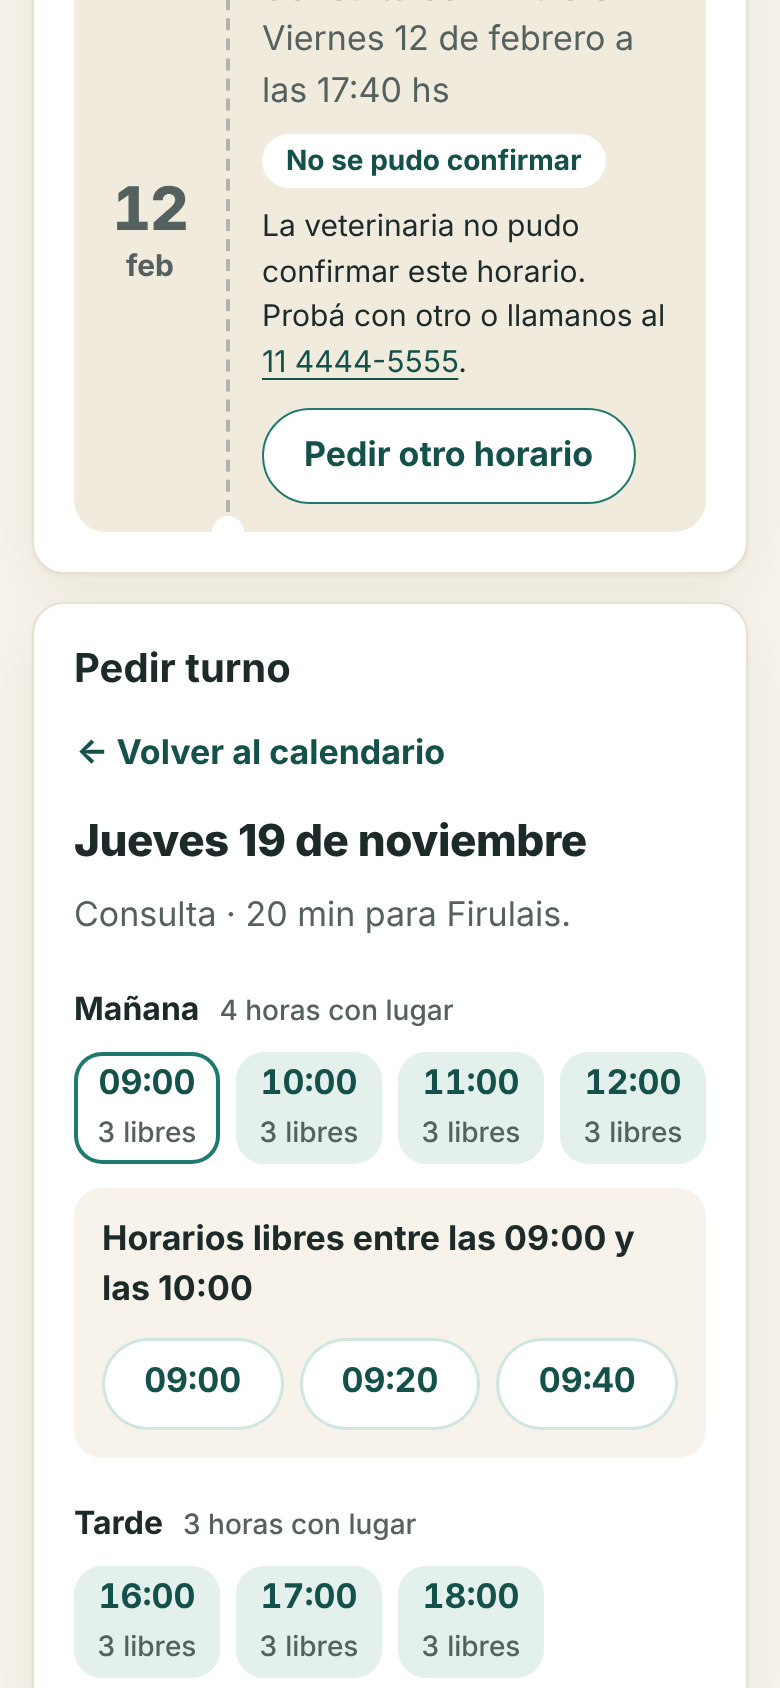 Viernes 12 de febrero a
las 17:40 hs
No se pudo confirmar
12
feb
La veterinaria no pudo
confirmar este horario.
Probá con otro o llamanos al
11 4444-5555.
Pedir otro horario
Pedir turno
← Volver al calendario
Jueves 19 de noviembre
Consulta · 20 min para Firulais.
Mañana 4 horas con lugar
09:00 10:00 11:00 12:00
3 libres 3 libres 3 libres 3 libres
Horarios libres entre las 09:00 y
las 10:00
09:00 09:20 09:40
Tarde 3 horas con lugar
16:00 17:00 18:00
3 libres 3 libres 3 libres